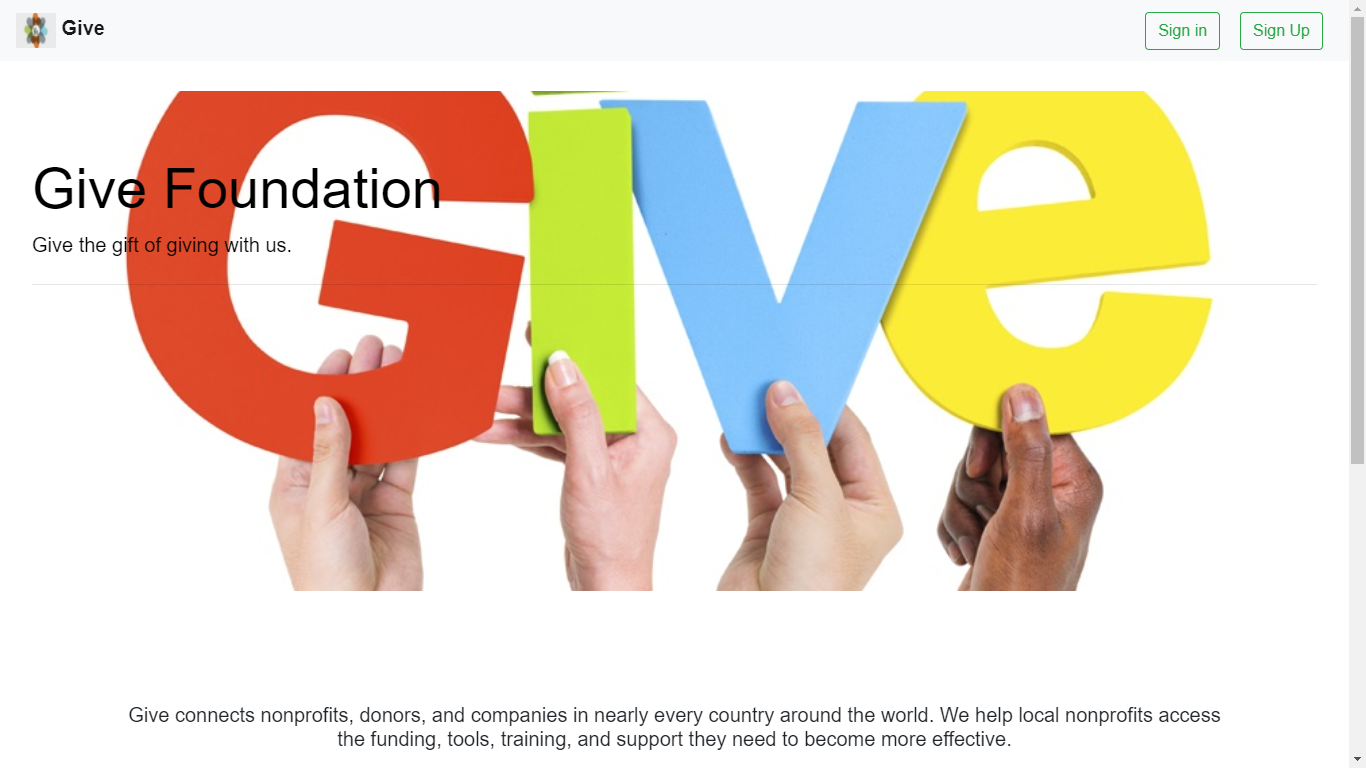 Give
Sign in
Sign Up
Give
Give Foundation
Give the gift of giving with us.
Give connects nonprofits, donors, and companies in nearly every country around the world. We help local nonprofits access
the funding, tools, training, and support they need to become more effective.